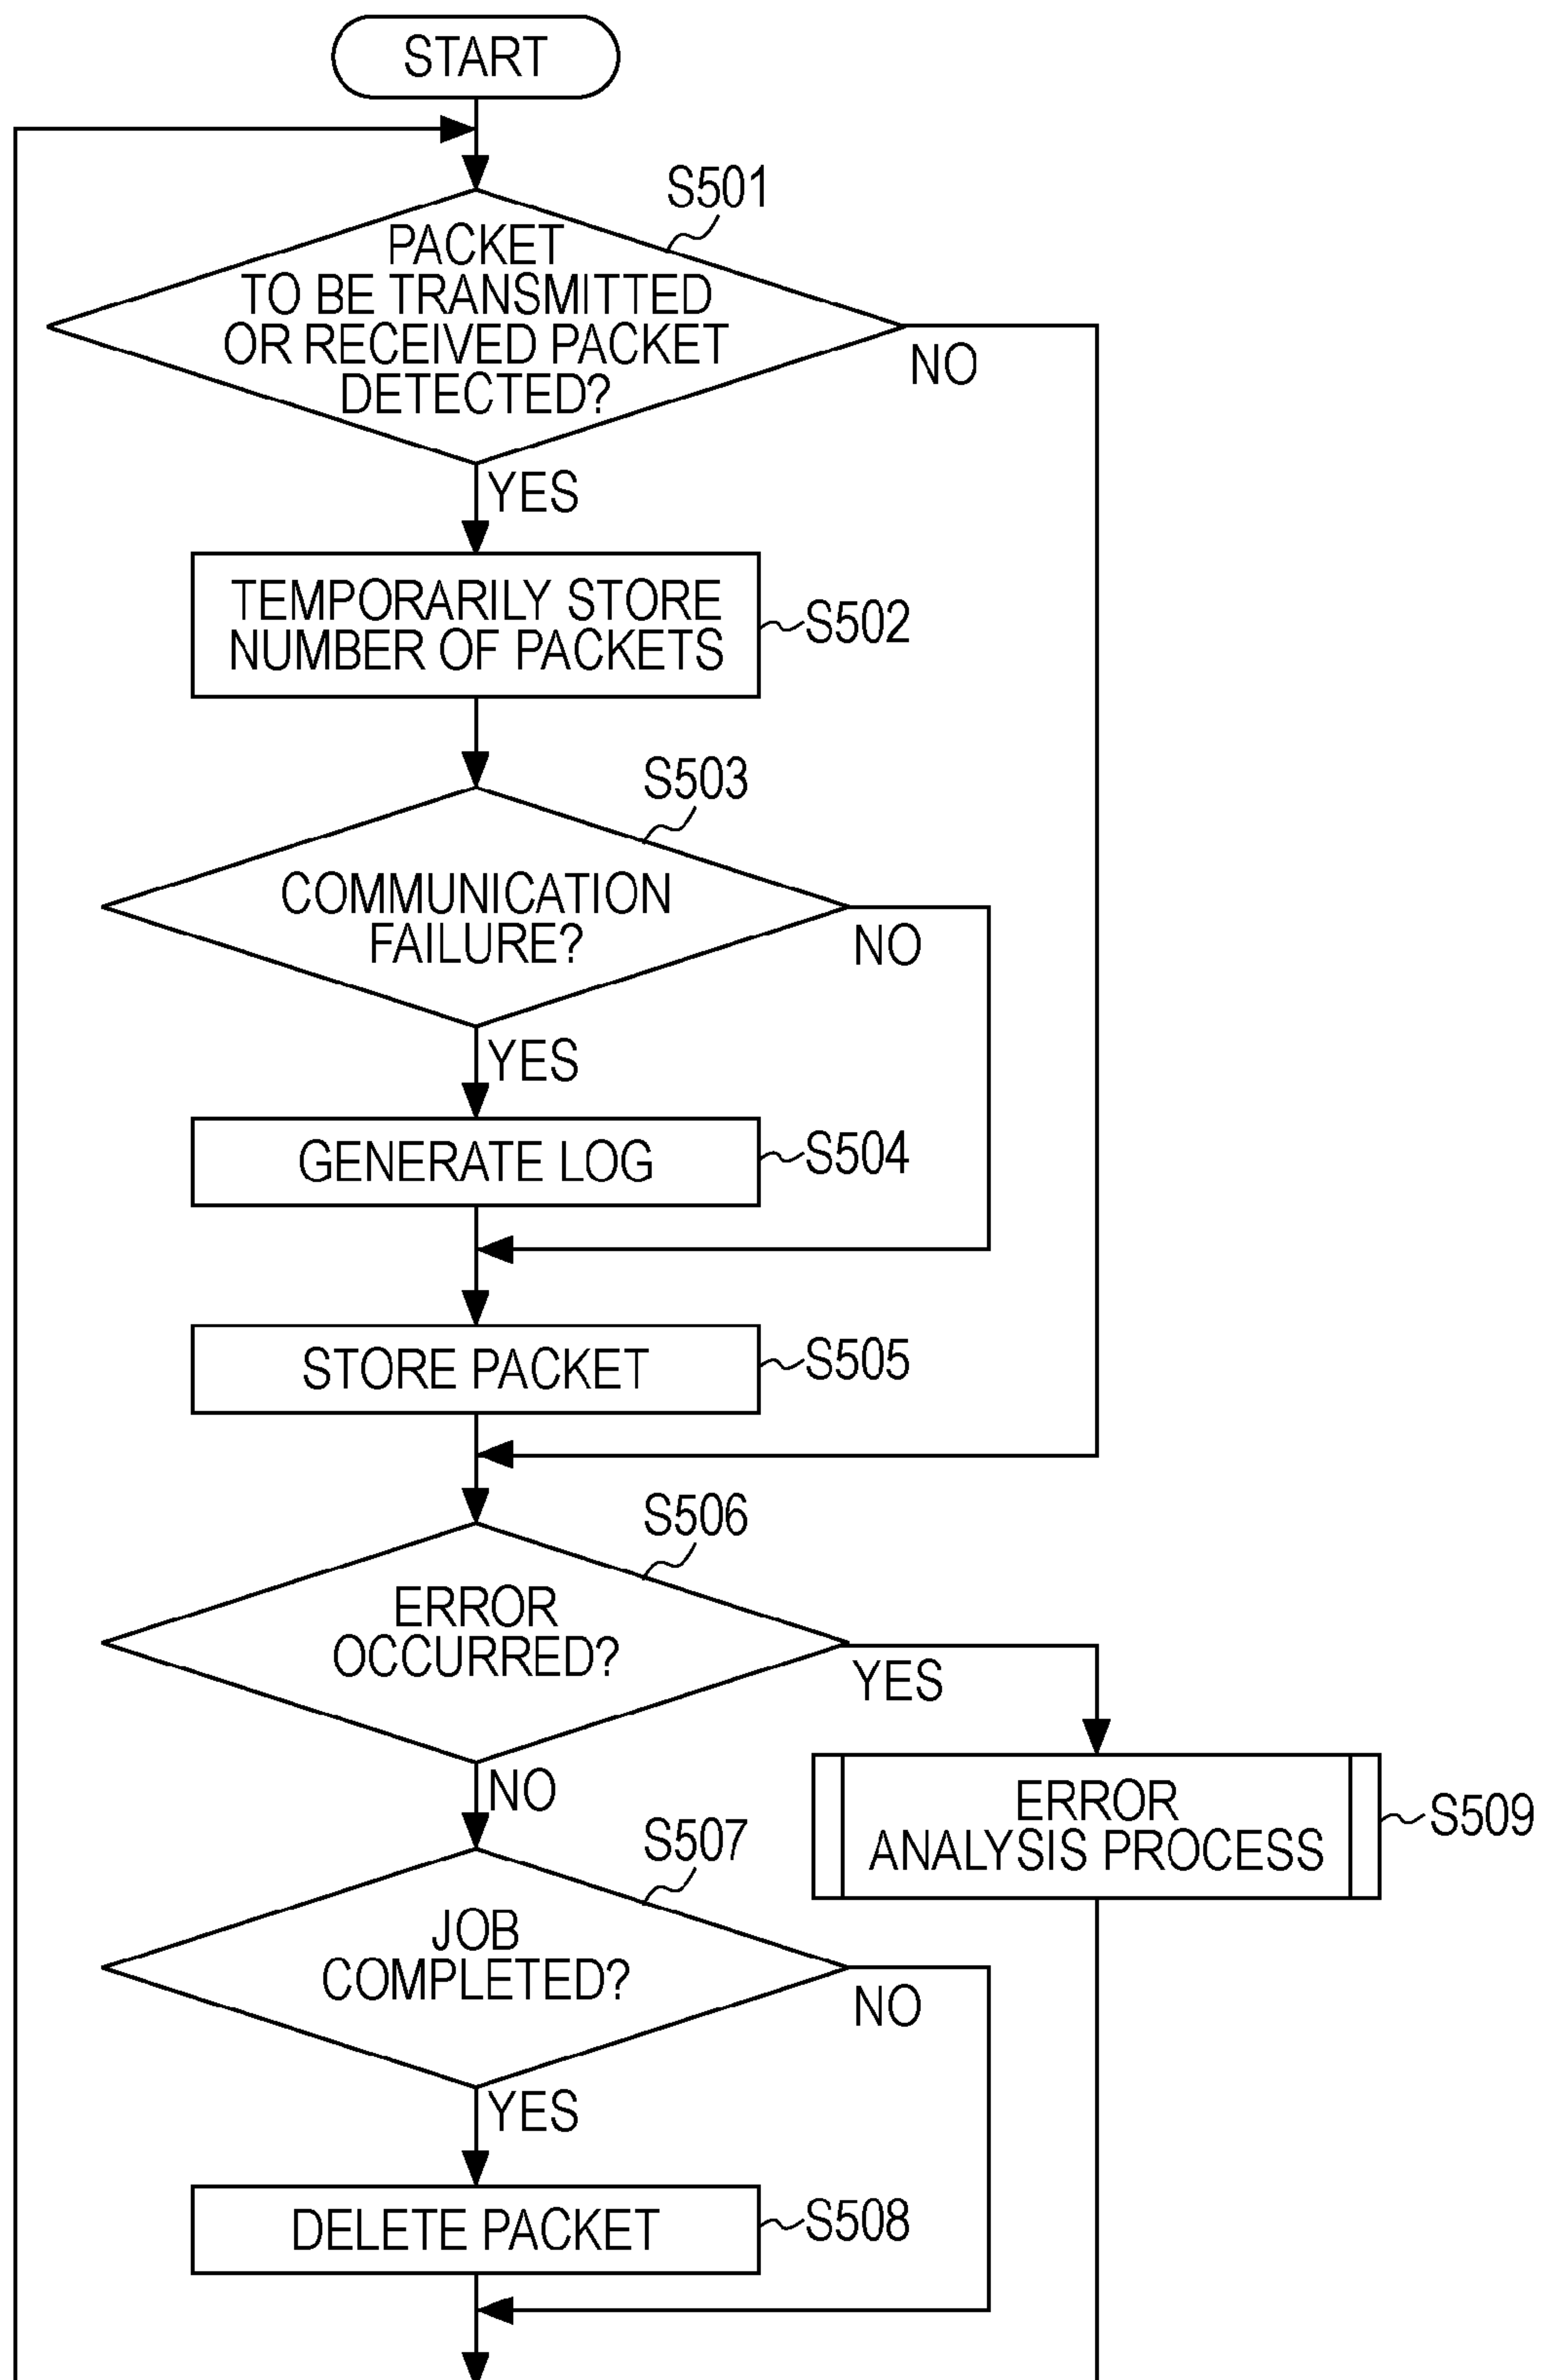 START
S501
PACKET
TO BE TRANSMITTED
OR RECEIVED PACKET
DETECTED?
NO
YES
TEMPORARILY STORE
NUMBER OF PACKETS
S502
S503
COMMUNICATION
FAILURE?
NO
YES
GENERATE LOG
S504
STORE PACKET
S505
S506
ERROR
OCCURRED?
YES
NO
ERROR
ANALYSIS PROCESS
S509
S507
JOB
COMPLETED?
NO
YES
DELETE PACKET
S508